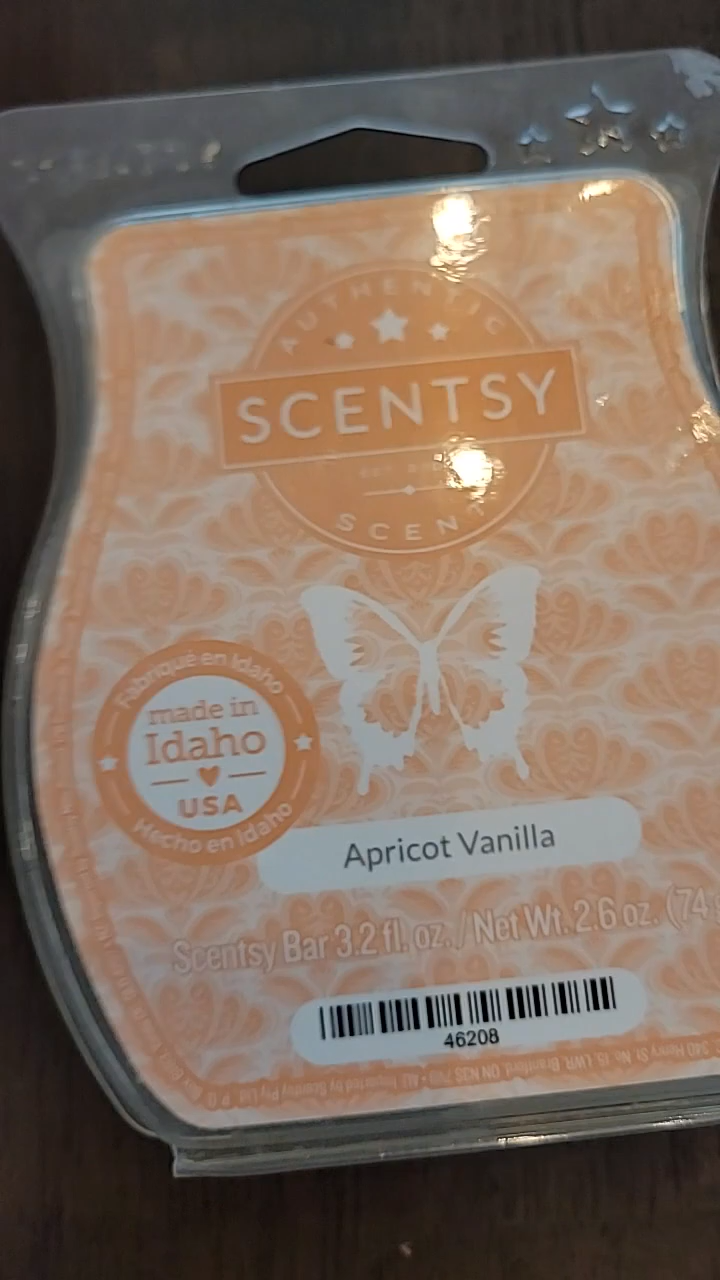 AUTHENTIC
SCENTSY
SCENT
Fabriqué en Idaho
made in
Idaho
USA
Hecho en Idaho
Apricot Vanilla
Scentsy Bar 3.2 fl. oz. / Net Wt. 2.6 oz. (74
46208